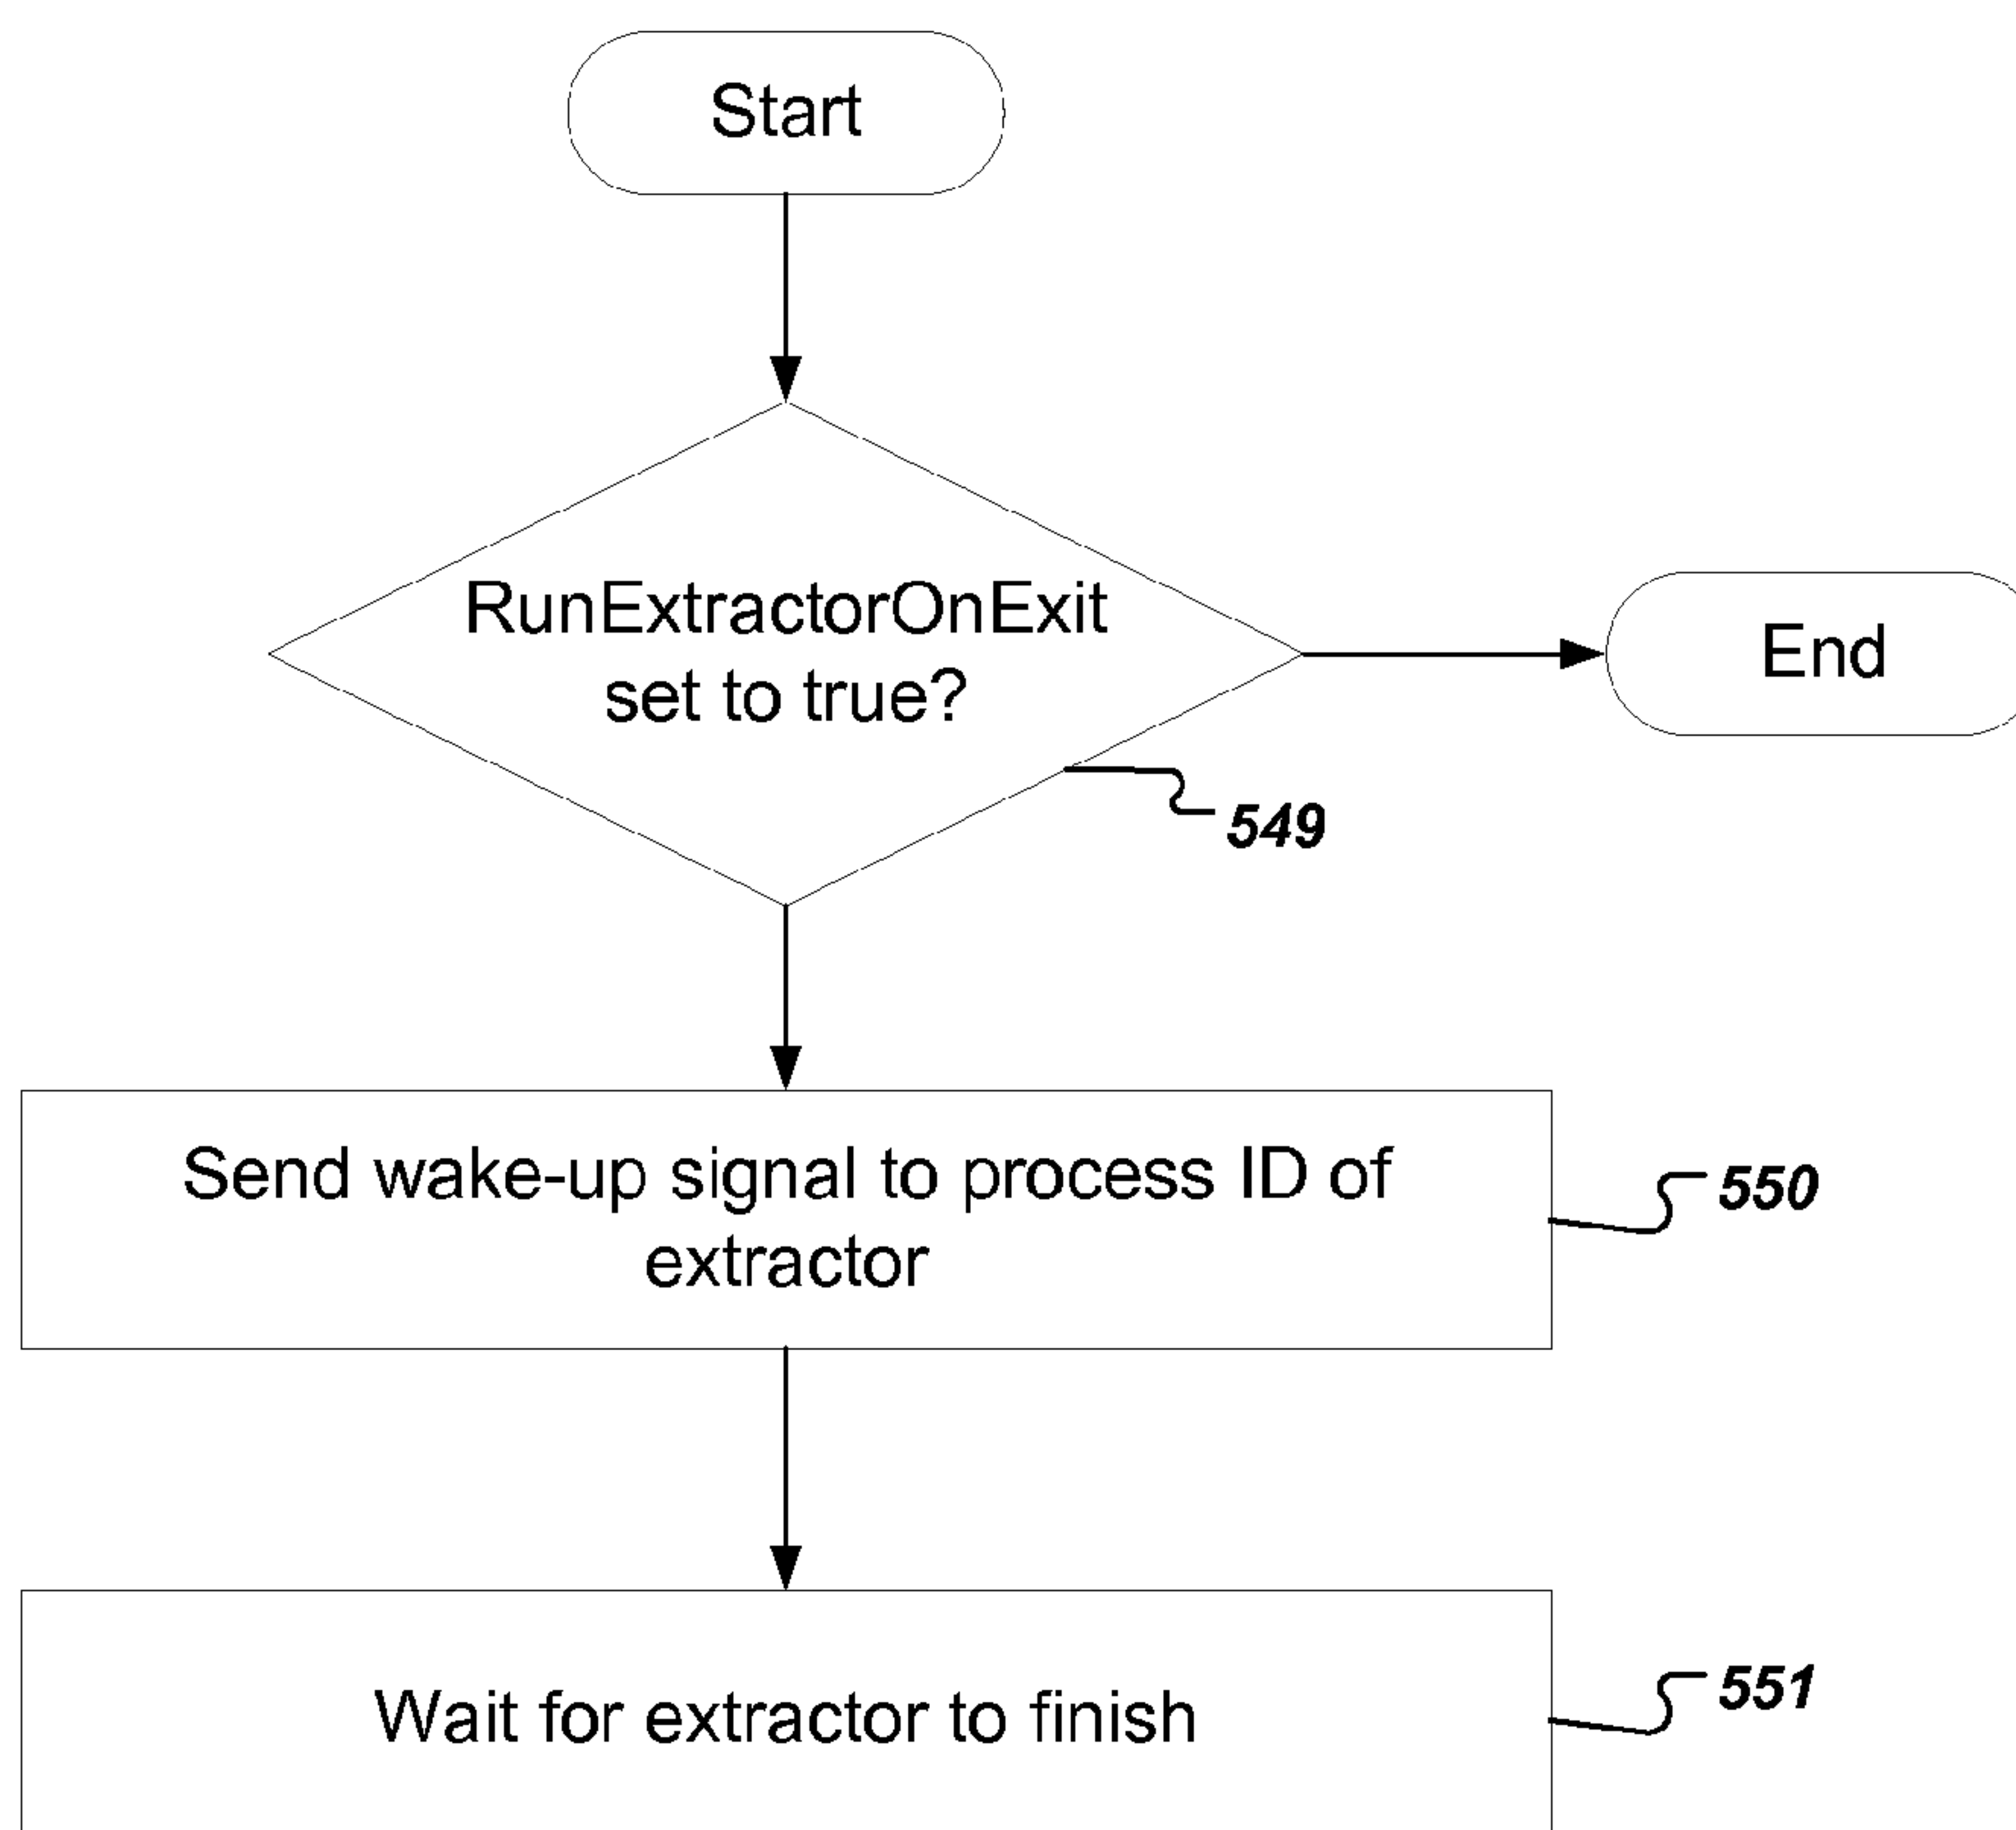 Start
RunExtractorOnExit
set to true?
End
549
Send wake-up signal to process ID of
extractor
550
Wait for extractor to finish
551